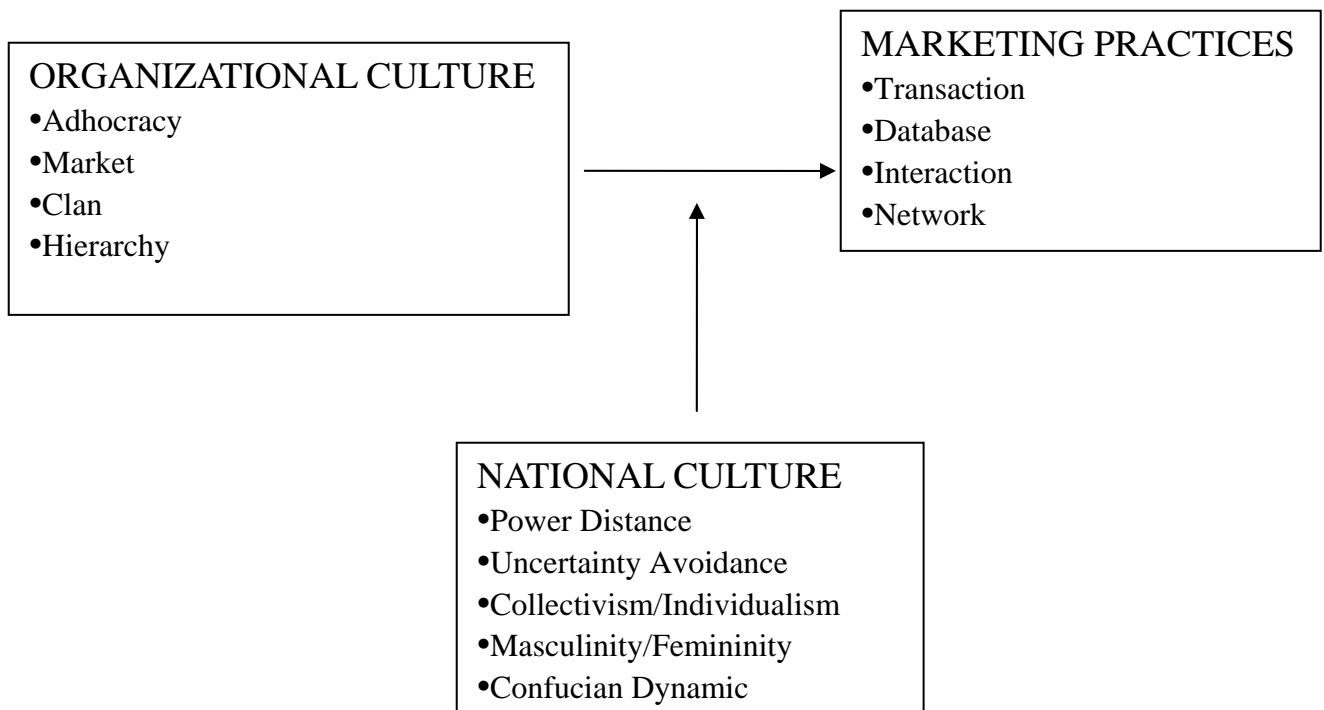 ORGANIZATIONAL CULTURE
•Adhocracy
•Market
•Clan
•Hierarchy
MARKETING PRACTICES
•Transaction
•Database
•Interaction
•Network
NATIONAL CULTURE
•Power Distance
•Uncertainty Avoidance
•Collectivism/Individualism
•Masculinity/Femininity
•Confucian Dynamic